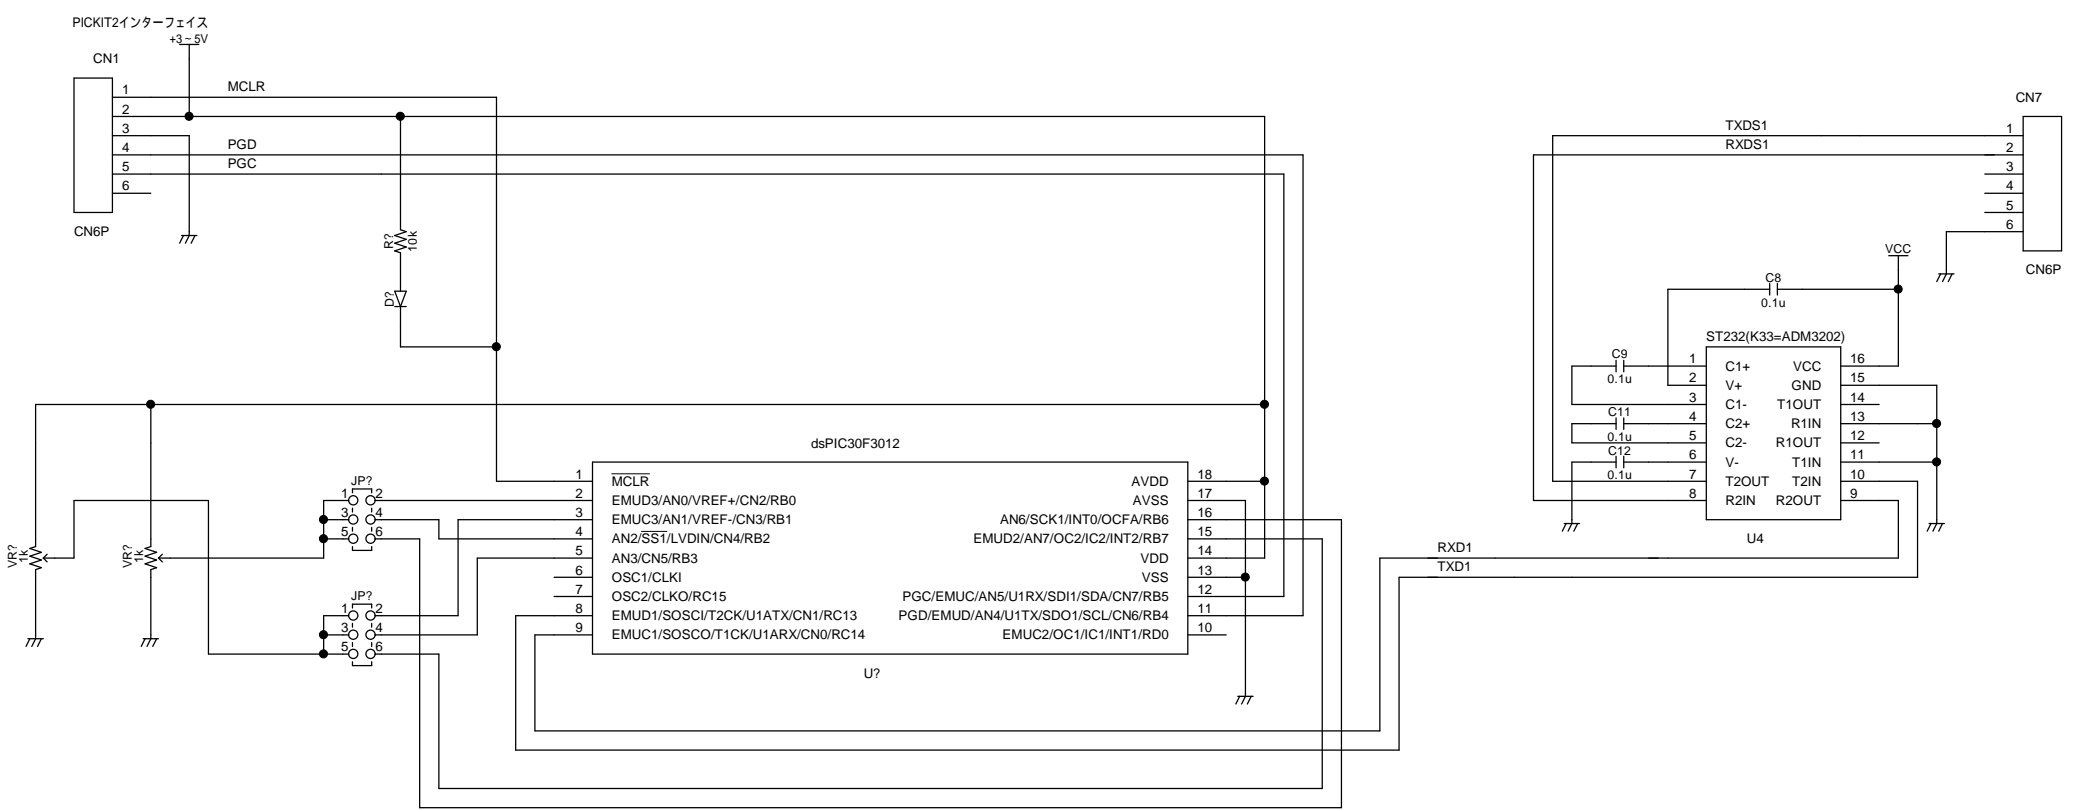 PICKIT2インターフェイス
+3~5V
CN1
1
2
3
4
5
6
MCLR
PGD
PGC
CN6P
R?
10k
D?
VR?
1k
VR?
1k
JP?
1 2
3 4
5 6
JP?
1 2
3 4
5 6
dsPIC30F3012
1 MCLR
2 EMUD3/AN0/VREF+/CN2/RB0
3 EMUC3/AN1/VREF-/CN3/RB1
4 AN2/SS1/LVDIN/CN4/RB2
5 AN3/CN5/RB3
6 OSC1/CLKI
7 OSC2/CLKO/RC15
8 EMUD1/SOSCI/T2CK/U1ATX/CN1/RC13
9 EMUC1/SOSCO/T1CK/U1ARX/CN0/RC14
AVDD 18
AVSS 17
AN6/SCK1/INT0/OCFA/RB6 16
EMUD2/AN7/OC2/IC2/INT2/RB7 15
VDD 14
VSS 13
PGC/EMUC/AN5/U1RX/SDI1/SDA/CN7/RB5 12
PGD/EMUD/AN4/U1TX/SDO1/SCL/CN6/RB4 11
EMUC2/OC1/IC1/INT1/RD0 10
U?
RXD1
TXD1
CN7
TXDS1
RXDS1
1
2
3
4
5
6
CN6P
VCC
C8
0.1u
ST232(K33=ADM3202)
C9
0.1u
C11
0.1u
C12
0.1u
1 C1+
2 V+
3 C1-
4 C2+
5 C2-
6 V-
7 T2OUT
8 R2IN
VCC 16
GND 15
T1OUT 14
R1IN 13
R1OUT 12
T1IN 11
T2IN 10
R2OUT 9
U4